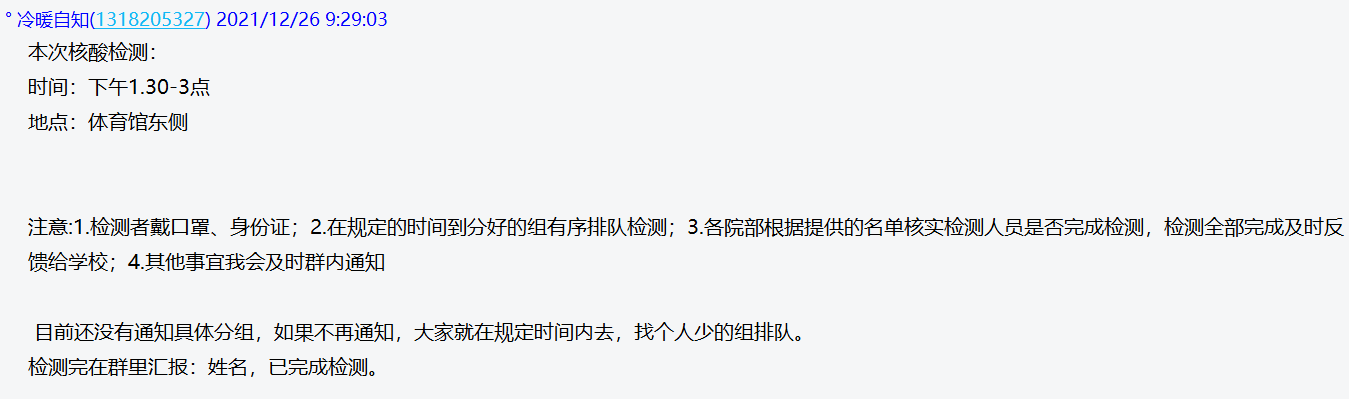 ° 冷暖自知(1318205327) 2021/12/26 9:29:03
本次核酸检测：
时间：下午1.30-3点
地点：体育馆东侧
注意:1.检测者戴口罩、身份证；2.在规定的时间到分好的组有序排队检测；3.各院部根据提供的名单核实检测人员是否完成检测，检测全部完成及时反
馈给学校；4.其他事宜我会及时群内通知
目前还没有通知具体分组，如果不再通知，大家就在规定时间内去，找个人少的组排队。
检测完在群里汇报：姓名，已完成检测。